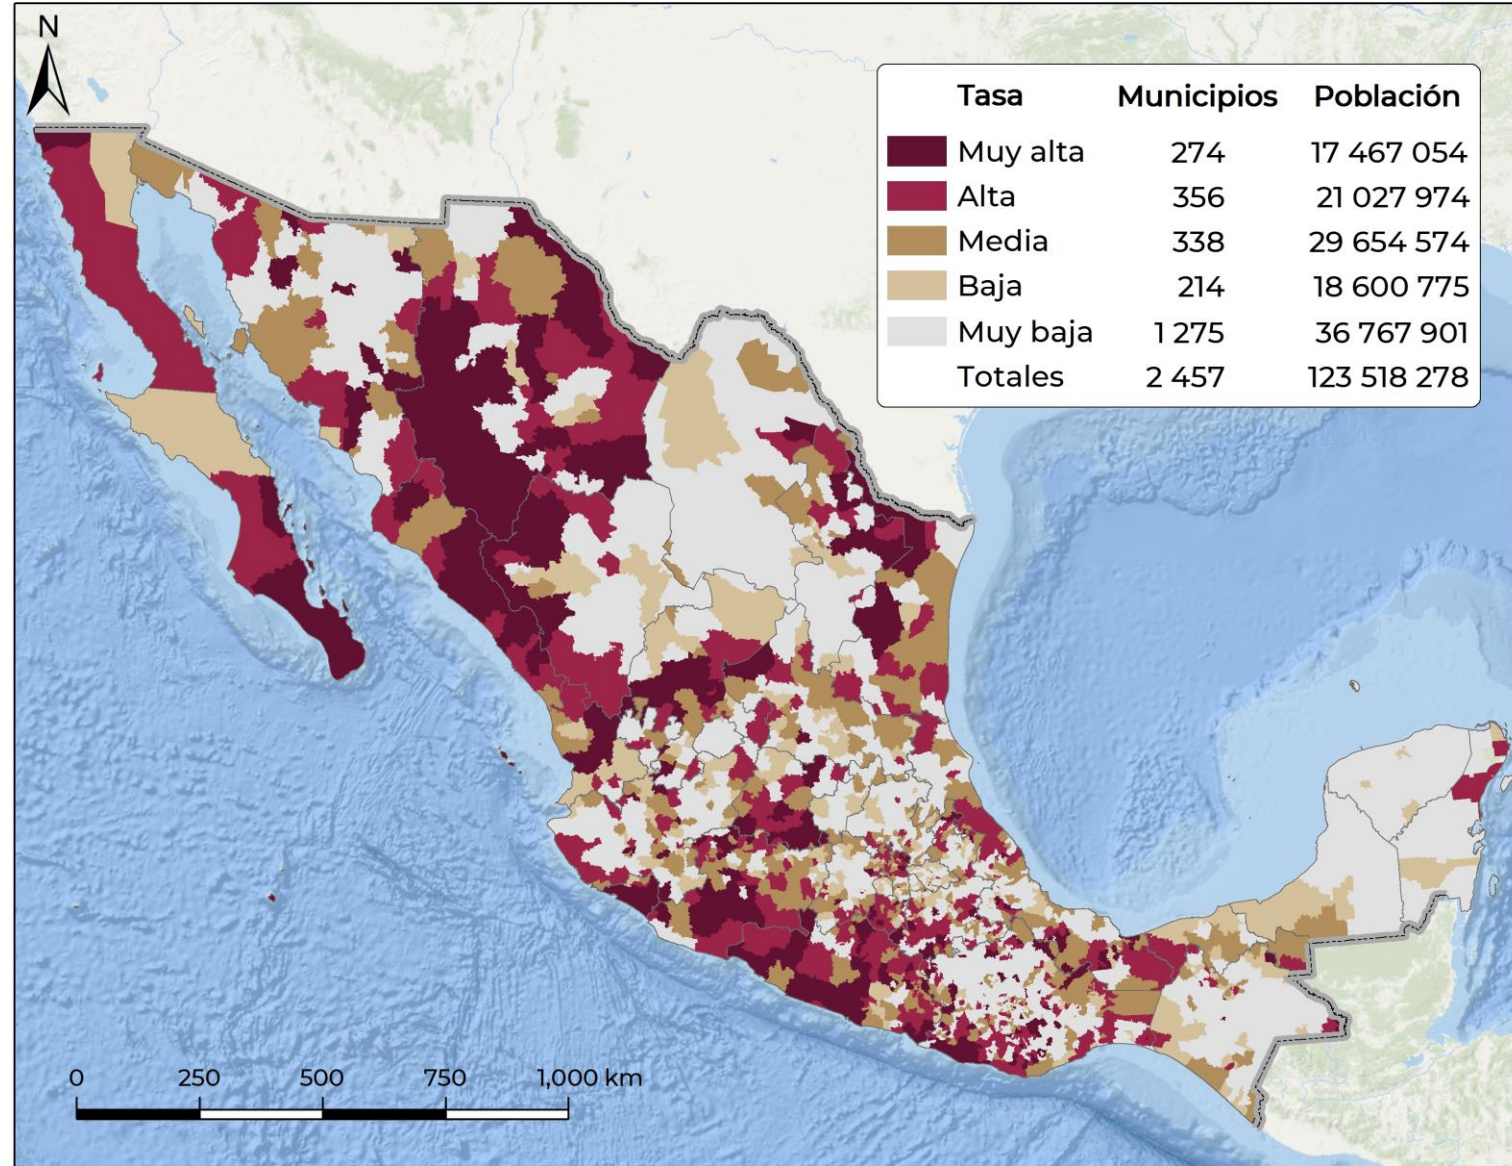 N
Tasa Municipios Población
Muy alta 274 17 467 054
Alta 356 21 027 974
Media 338 29 654 574
Baja 214 18 600 775
Muy baja 1 275 36 767 901
Totales 2 457 123 518 278
0 250 500 750 1,000 km